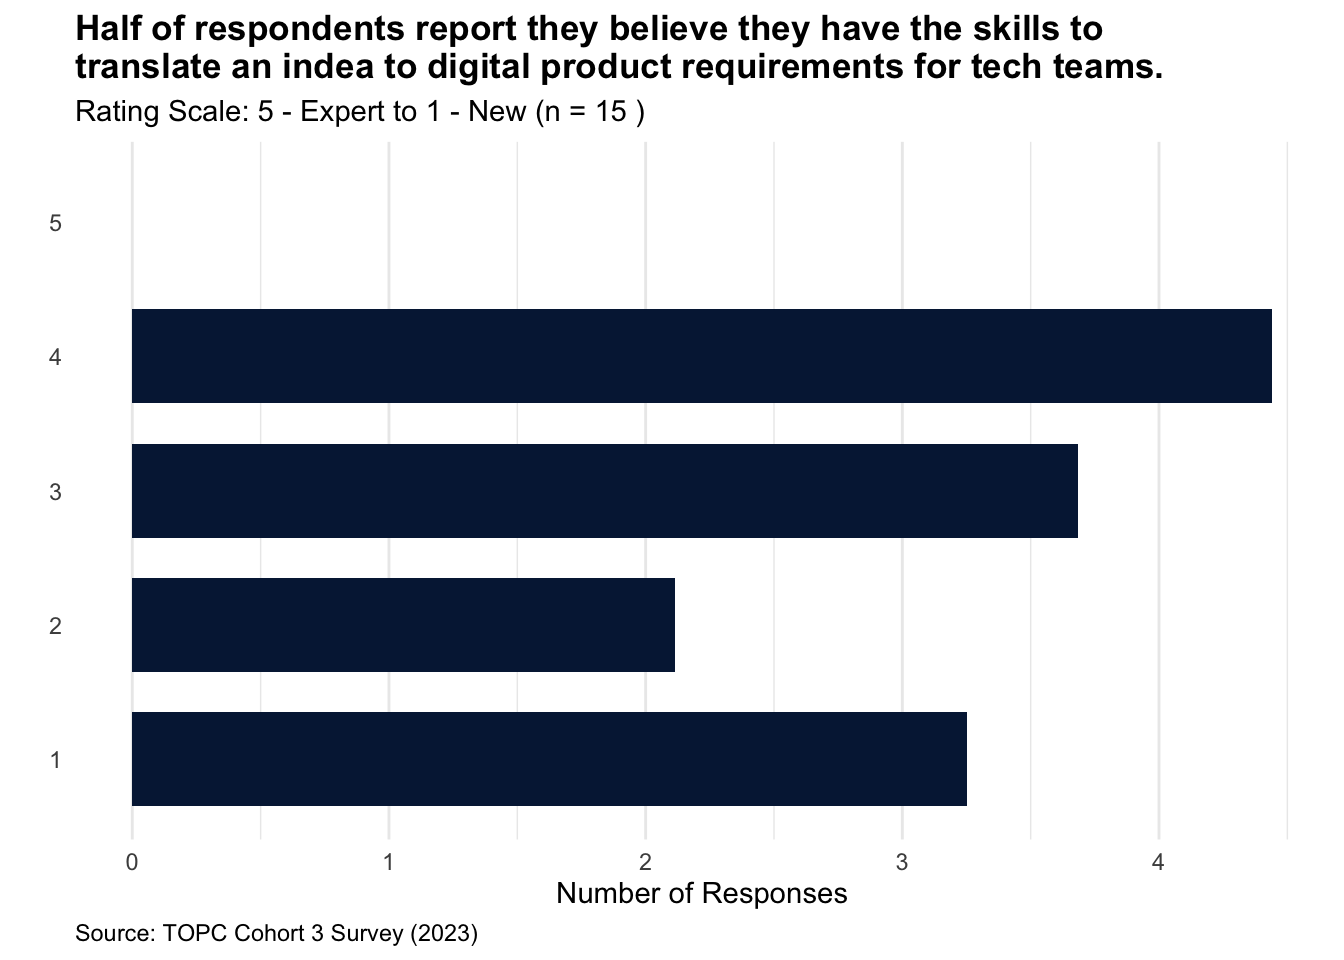 Half of respondents report they believe they have the skills to
translate an indea to digital product requirements for tech teams.
Rating Scale: 5 - Expert to 1 - New (n = 15 )
5
4
3
2
1
0 1 2 3 4
Number of Responses
Source: TOPC Cohort 3 Survey (2023)